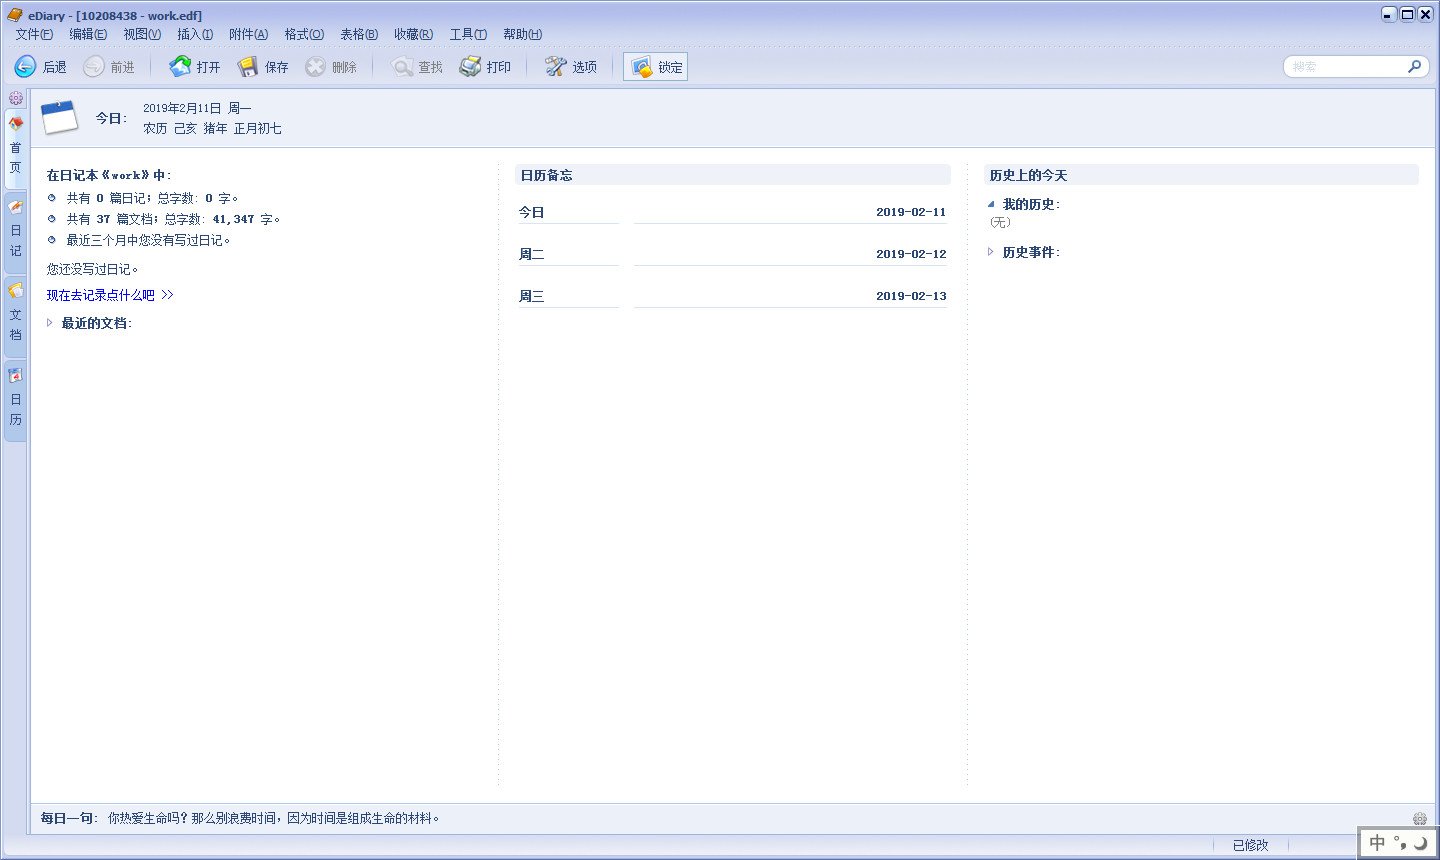 eDiary - [10208438 - work.edf]
文件(F) 编辑(E) 视图(V) 插入(I) 附件(A) 格式(O) 表格(B) 收藏(R) 工具(T) 帮助(H)
后退 前进 打开 保存 删除 查找 打印 选项 锁定 搜索
首页
日记
文档
日历
今日: 2019年2月11日 周一
农历 己亥 猪年 正月初七
在日记本《work》中:
共有 0 篇日记; 总字数: 0 字。
共有 37 篇文档; 总字数: 41,347 字。
最近三个月中您没有写过日记。
您还没写过日记。
现在去记录点什么吧 >>
最近的文档:
日历备忘
今日 2019-02-11
周二 2019-02-12
周三 2019-02-13
历史上的今天
我的历史:
(无)
历史事件:
每日一句: 你热爱生命吗? 那么别浪费时间, 因为时间是组成生命的材料。
已修改
中 °,